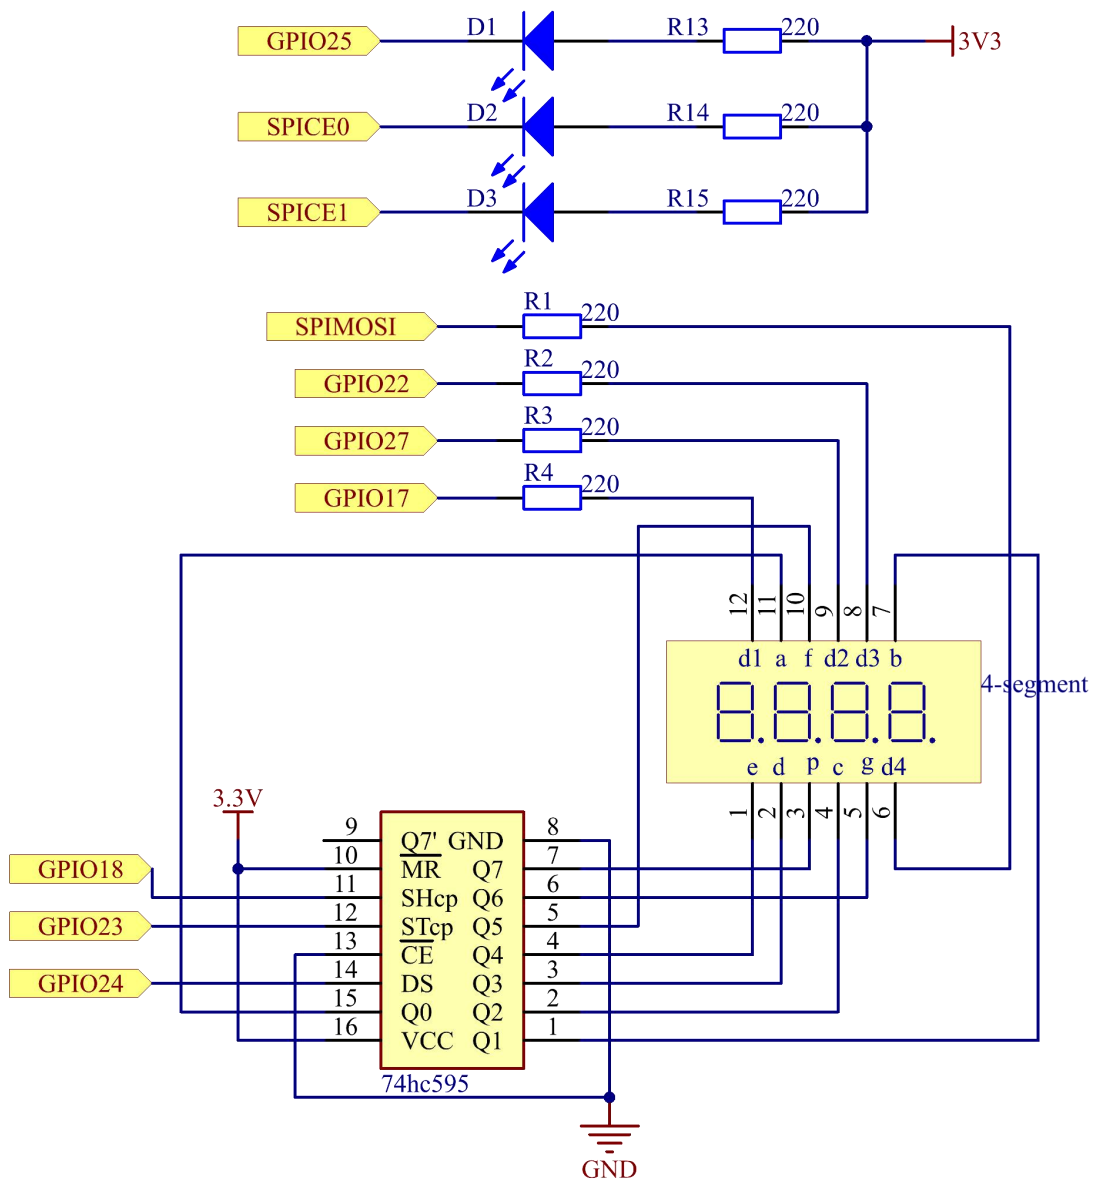 GPIO25 D1 R13 220 3V3
SPICE0 D2 R14 220
SPICE1 D3 R15 220
SPIMOSI R1 220
GPIO22 R2 220
GPIO27 R3 220
GPIO17 R4 220
12 11 10 9 8 7
d1 a f d2 d3 b
4-segment
e d p c g d4
1 2 3 4 5 6
3.3V
9 Q7' GND 8
GPIO18 10 MR Q7 7
11 SHcp Q6 6
GPIO23 12 STcp Q5 5
13 CE Q4 4
GPIO24 14 DS Q3 3
15 Q0 Q2 2
16 VCC Q1 1
74hc595
GND